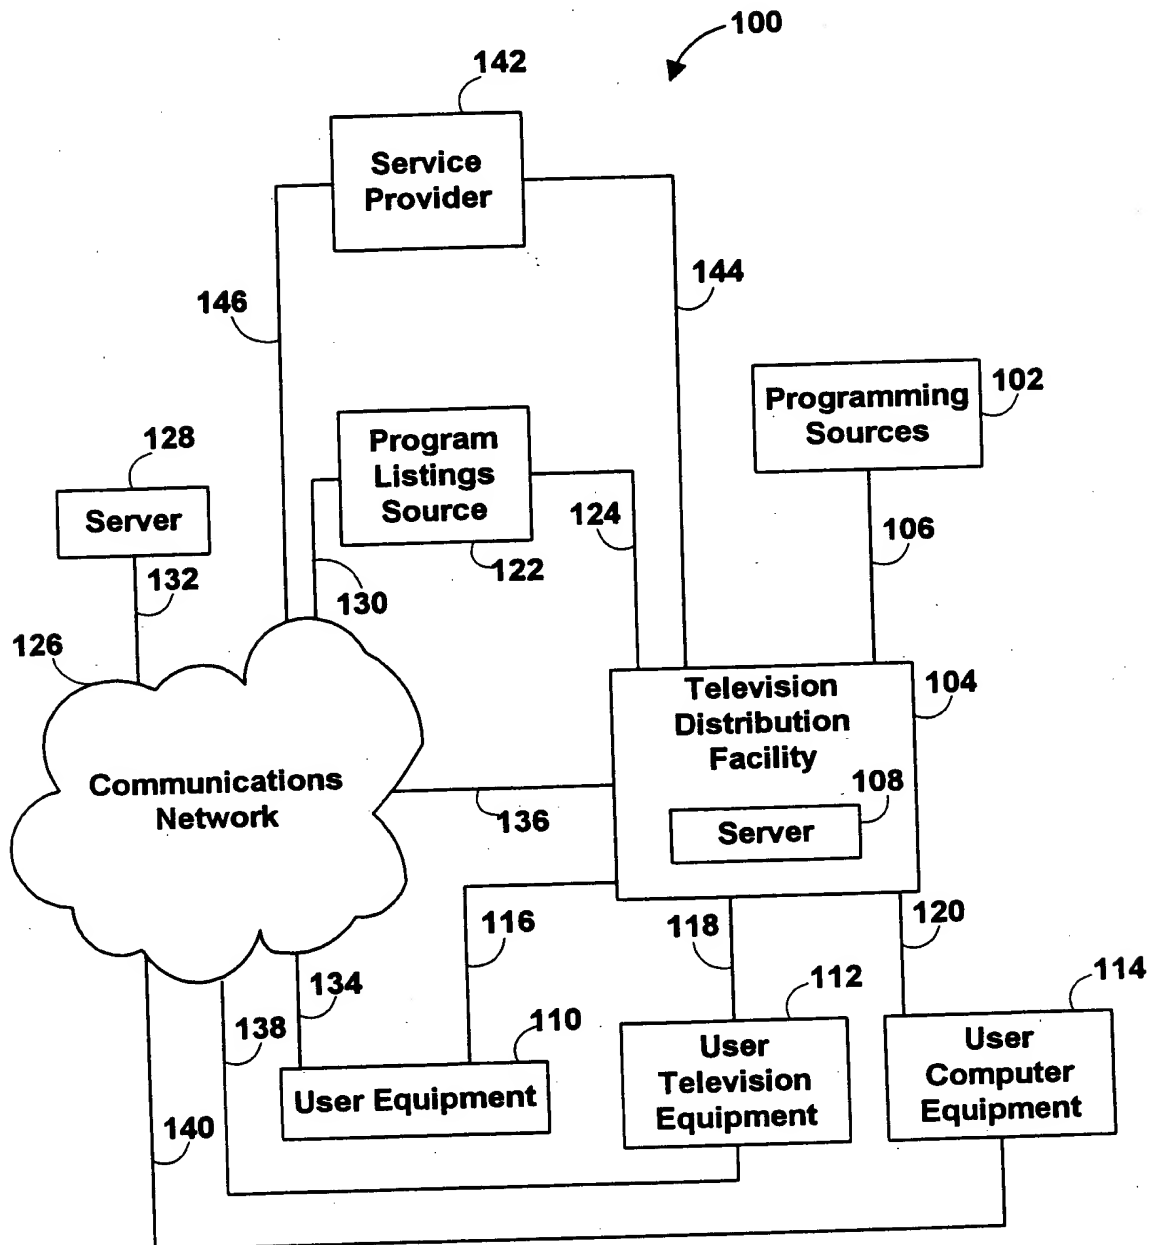 100
142
Service
Provider
146
144
Programming
Sources
102
128
Server
Program
Listings
Source
124
106
132
130
122
126
Television
Distribution
Facility
104
Communications
Network
136
108
Server
116
118
120
134
138
110
112
114
User Equipment
User
Television
Equipment
User
Computer
Equipment
140